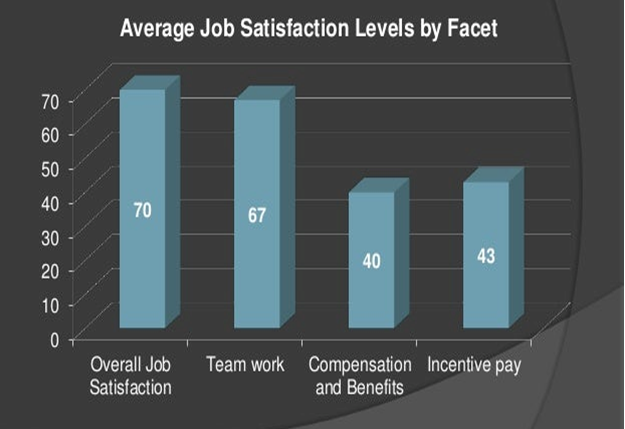 Average Job Satisfaction Levels by Facet
70
60
50
40
30
20
10
0
70
67
40
43
Overall Job
Satisfaction
Team work
Compensation
and Benefits
Incentive pay